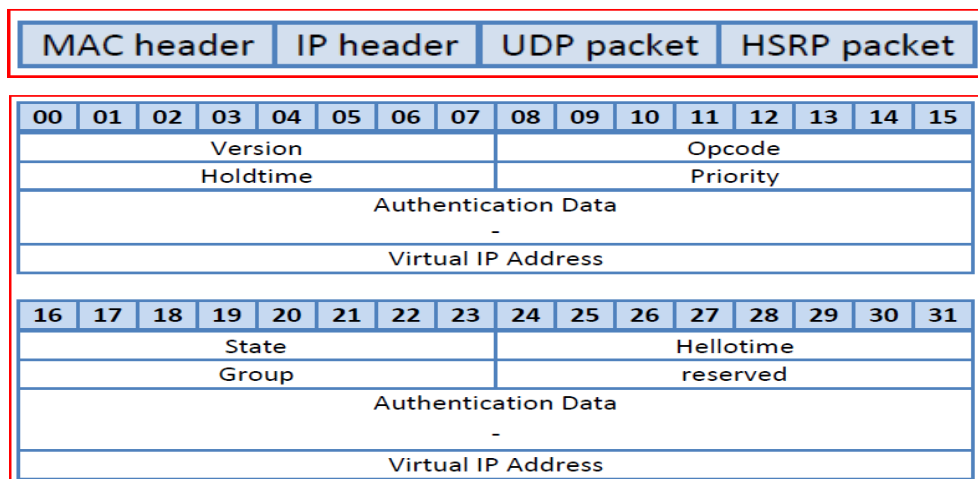 MAC header IP header UDP packet HSRP packet
00 01 02 03 04 05 06 07 08 09 10 11 12 13 14 15
Version Opcode
Holdtime Priority
Authentication Data
-
Virtual IP Address
16 17 18 19 20 21 22 23 24 25 26 27 28 29 30 31
State Hellotime
Group reserved
Authentication Data
-
Virtual IP Address